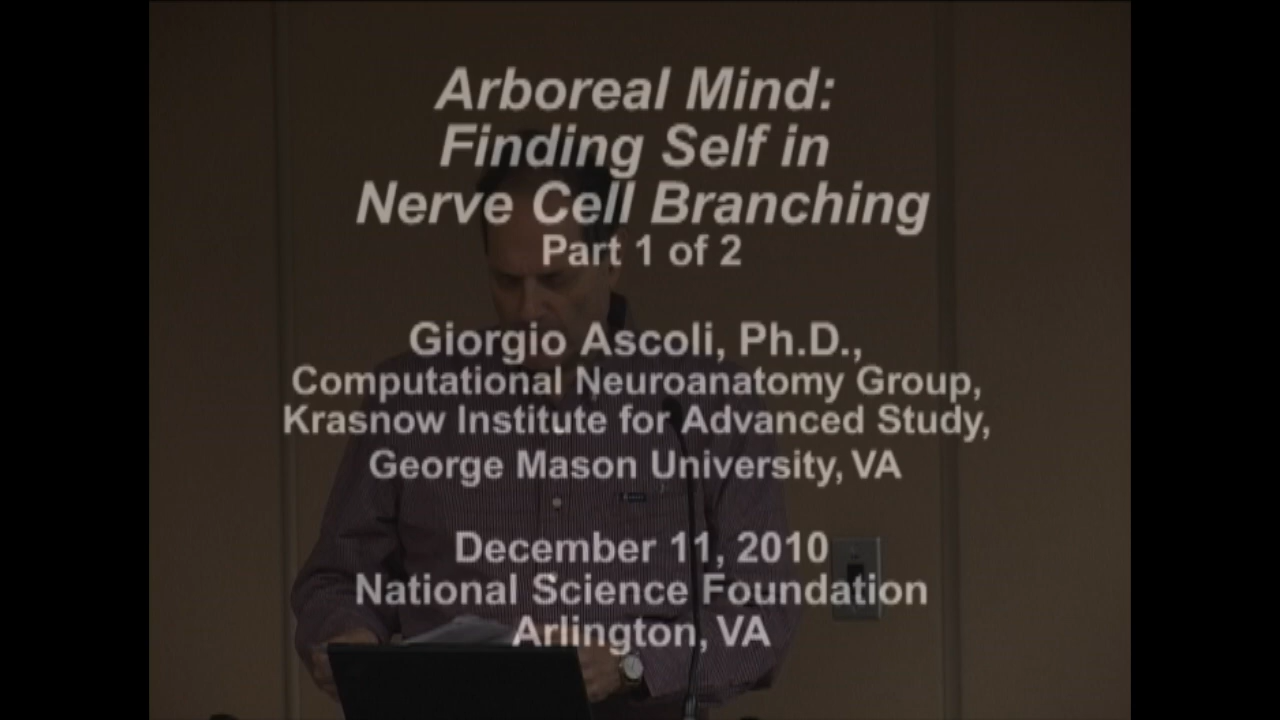 Arboreal Mind:
Finding Self in
Nerve Cell Branching
Part 1 of 2
Giorgio Ascoli, Ph.D.,
Computational Neuroanatomy Group,
Krasnow Institute for Advanced Study,
George Mason University, VA
December 11, 2010
National Science Foundation
Arlington, VA